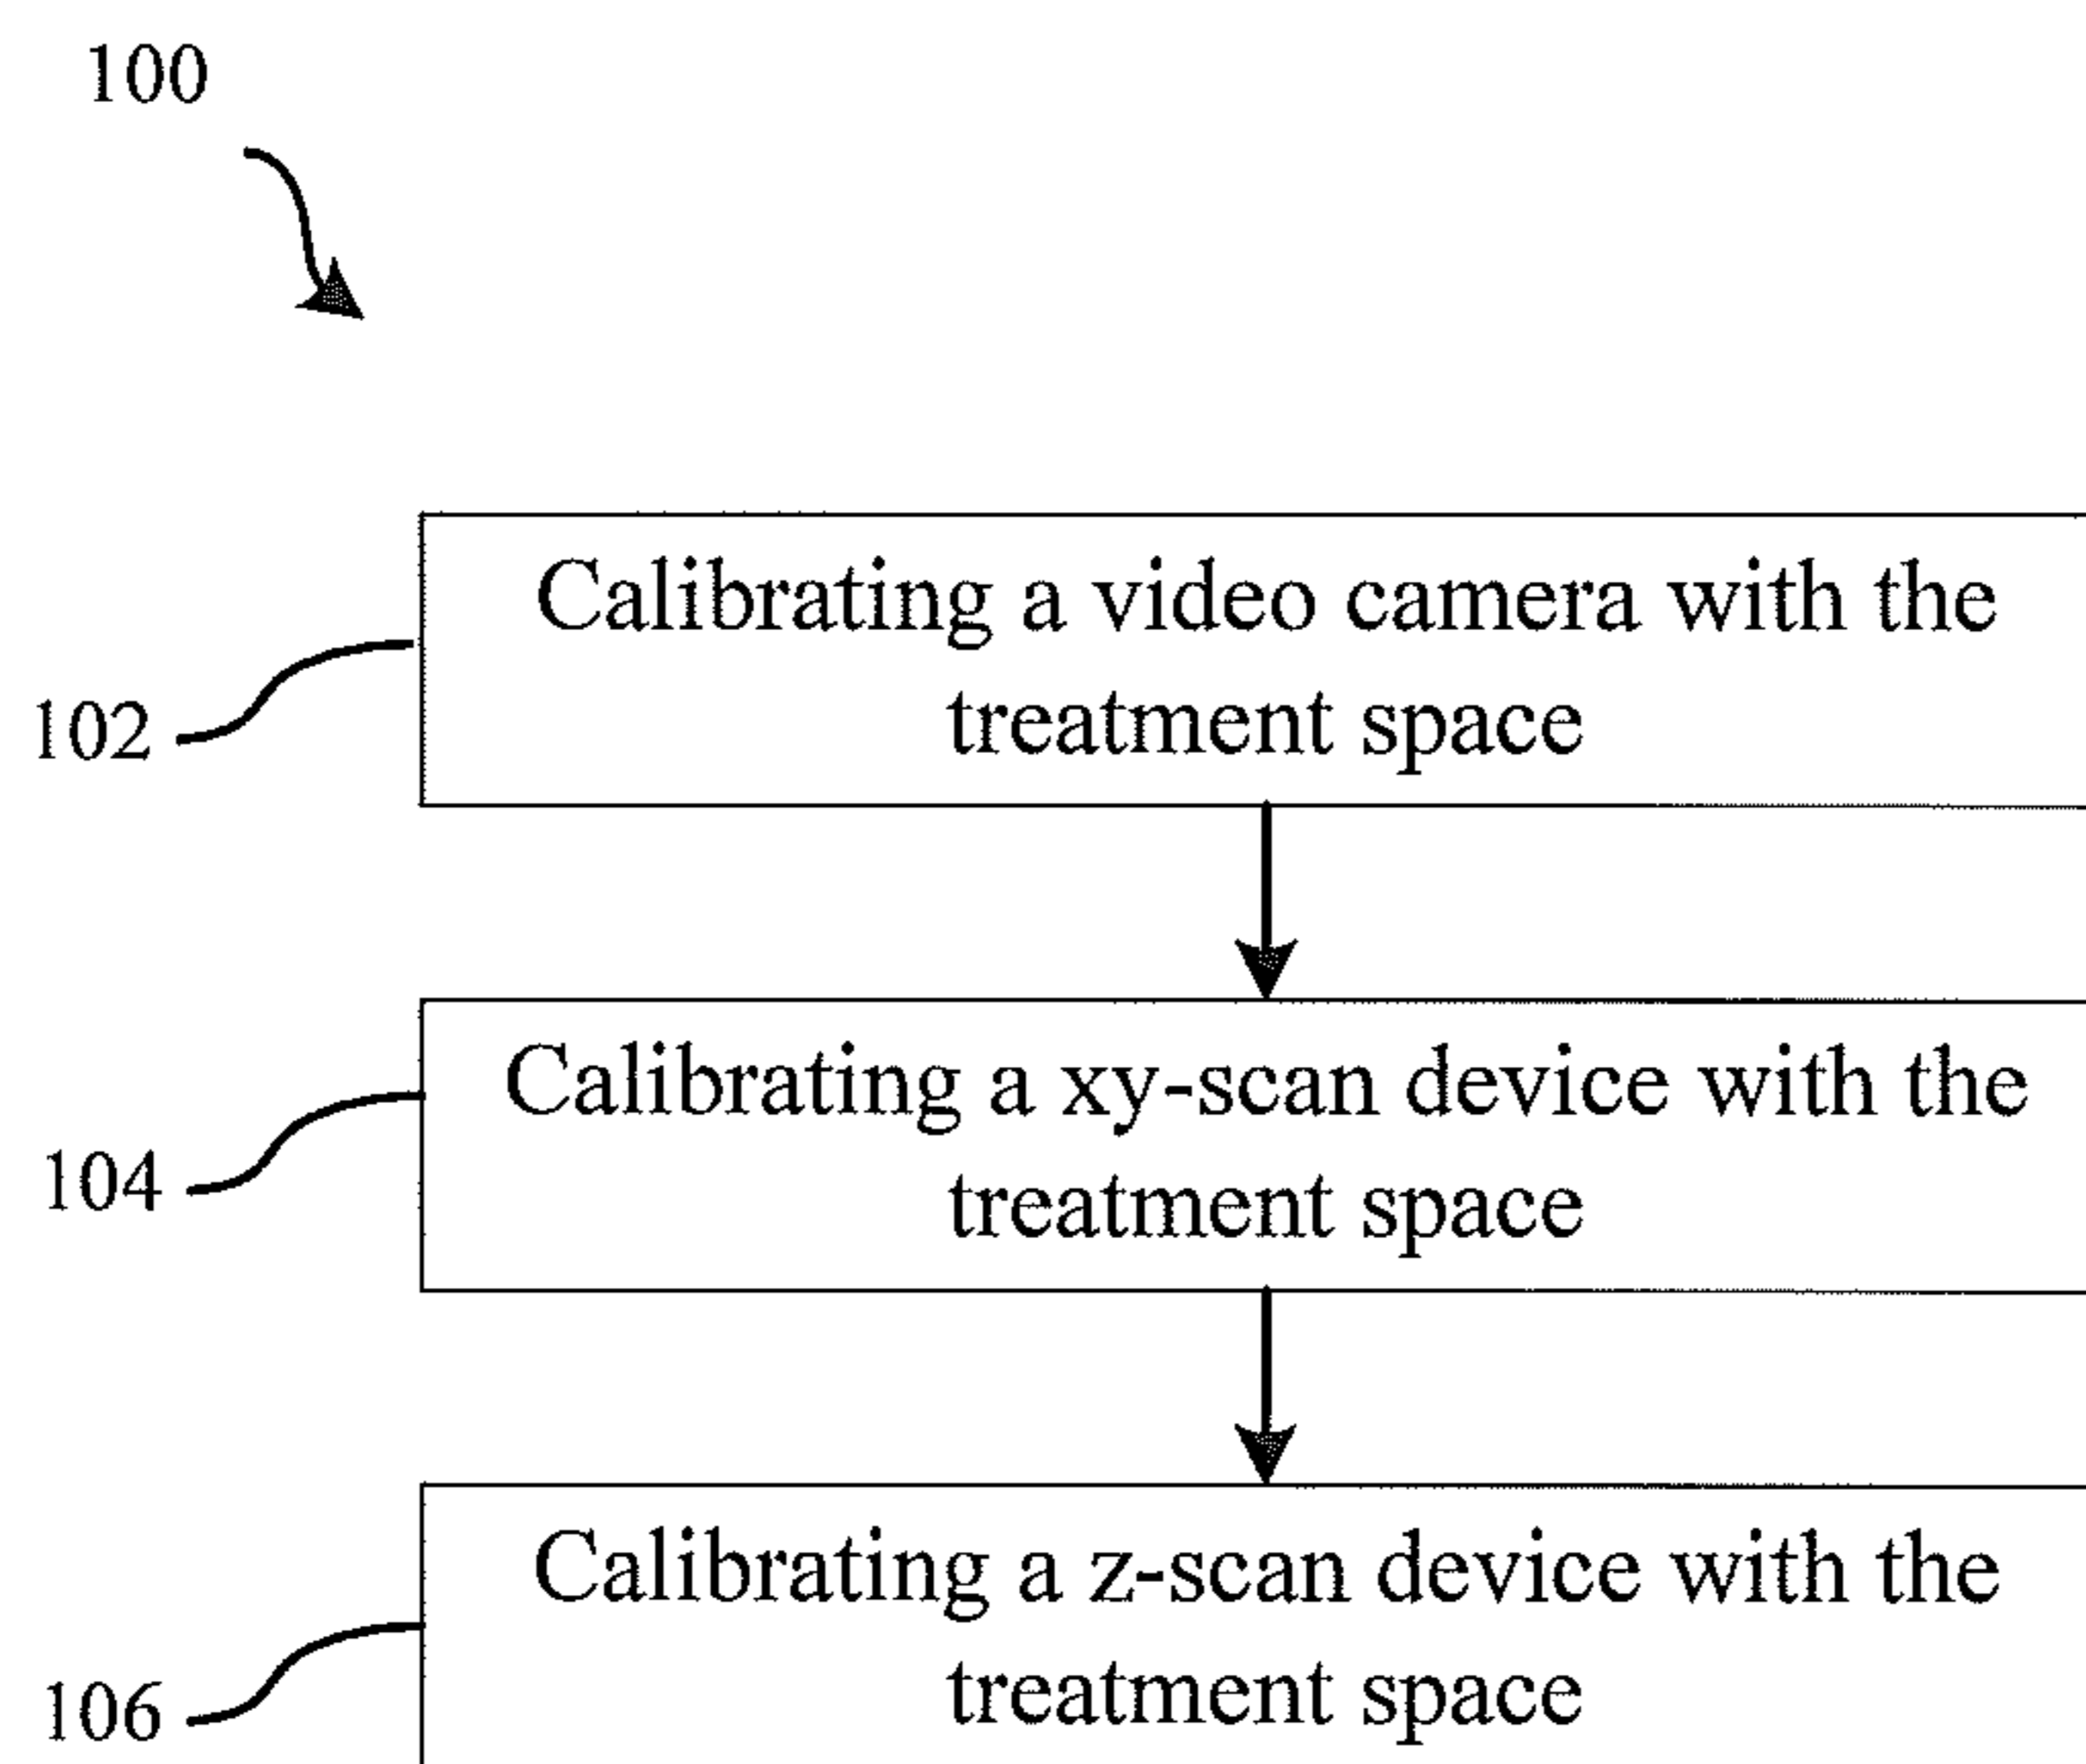 100
Calibrating a video camera with the
treatment space
102
Calibrating a xy-scan device with the
treatment space
104
Calibrating a z-scan device with the
treatment space
106